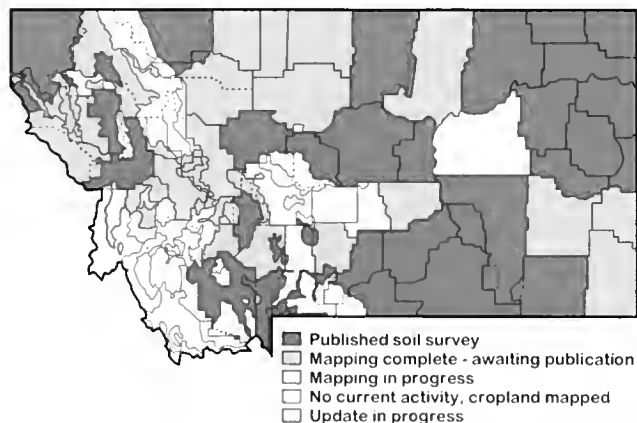 Published soil survey
Mapping complete - awaiting publication
Mapping in progress
No current activity, cropland mapped
Update in progress